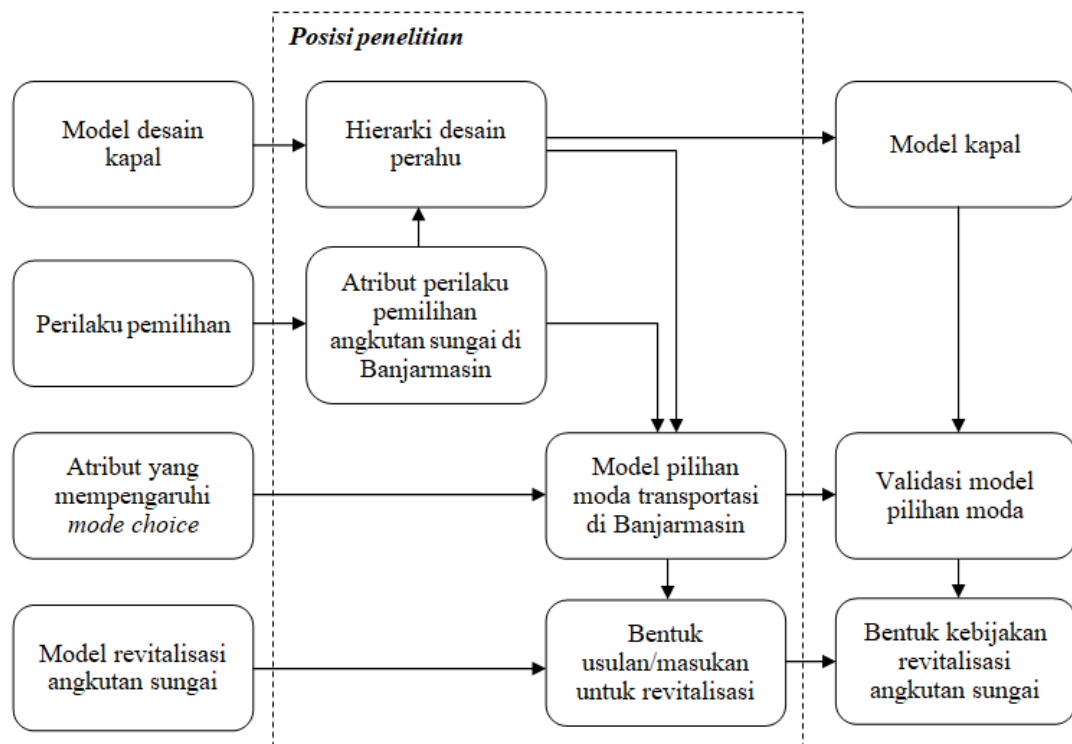 Posisi penelitian
Model desain
kapal
Hierarki desain
perahu
Model kapal
Perilaku pemilihan
Atribut perilaku
pemilihan
angkutan sungai di
Banjarmasin
Atribut yang
mempengaruhi
mode choice
Model pilihan
moda transportasi
di Banjarmasin
Validasi model
pilihan moda
Model revitalisasi
angkutan sungai
Bentuk
usulan/masukan
untuk revitalisasi
Bentuk kebijakan
revitalisasi
angkutan sungai